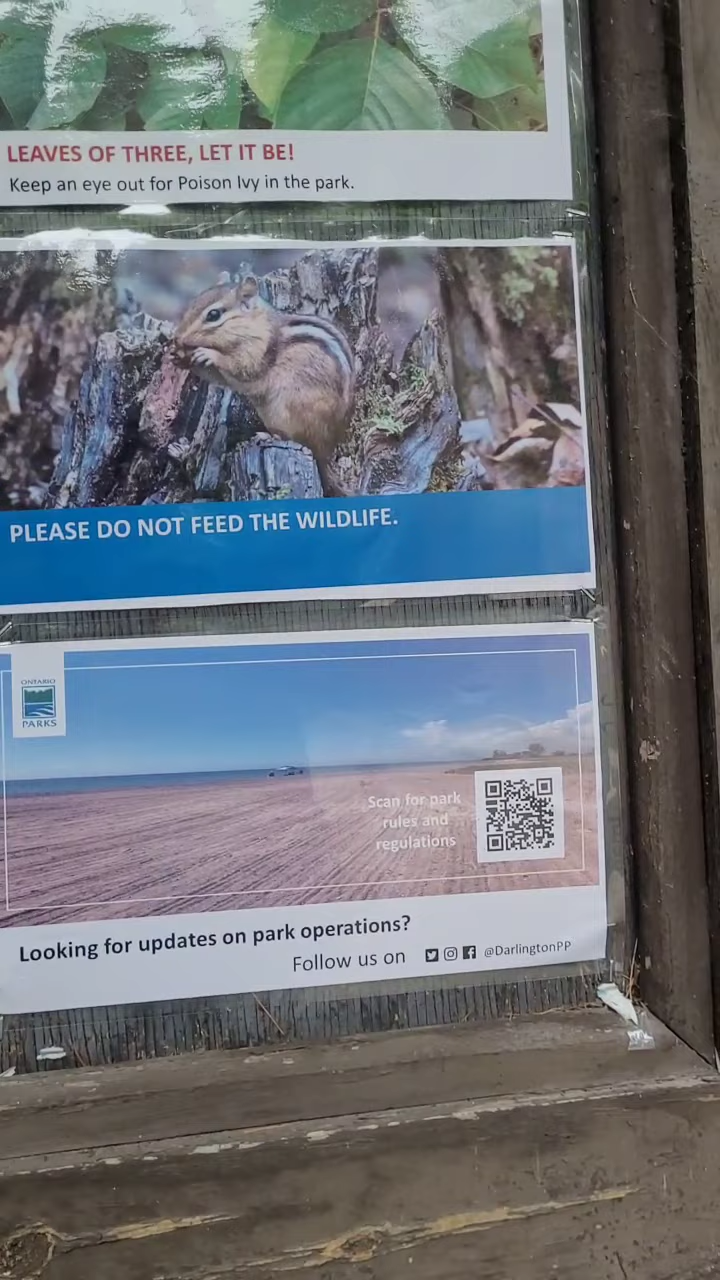 LEAVES OF THREE, LET IT BE!
Keep an eye out for Poison Ivy in the park.
PLEASE DO NOT FEED THE WILDLIFE.
ONTARIO
PARKS
Scan for park
rules and
regulations
Looking for updates on park operations?
Follow us on @DarlingtonPP